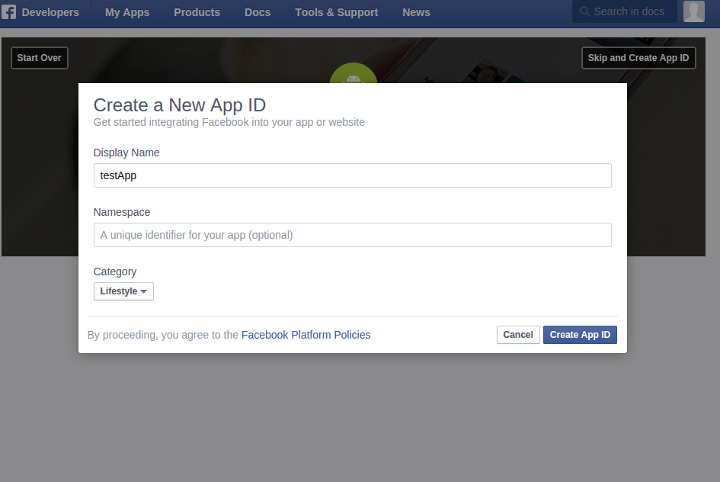 Developers My Apps Products Docs Tools & Support News Search in docs
Start Over Skip and Create App ID
Create a New App ID
Get started integrating Facebook into your app or website
Display Name
testApp
Namespace
A unique identifier for your app (optional)
Category
Lifestyle
By proceeding, you agree to the Facebook Platform Policies Cancel Create App ID